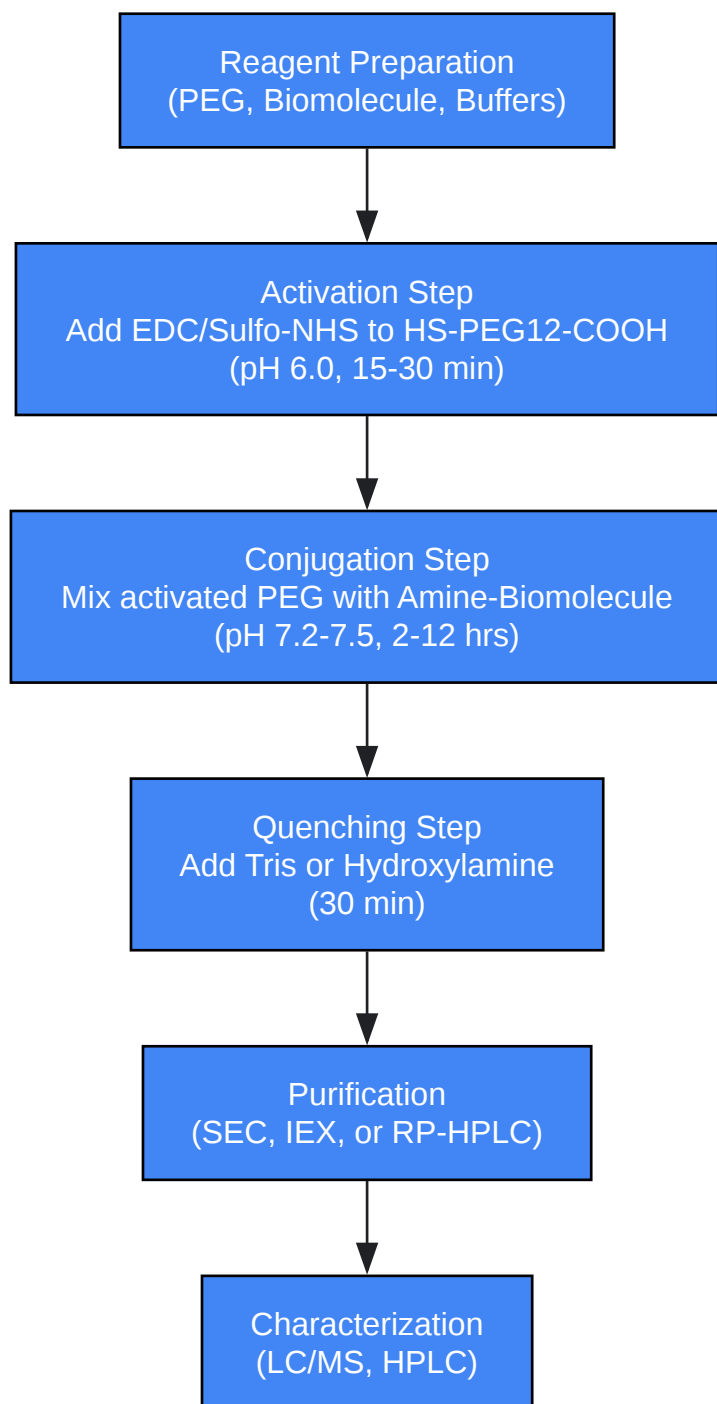 Reagent Preparation
(PEG, Biomolecule, Buffers)
Activation Step
Add EDC/Sulfo-NHS to HS-PEG12-COOH
(pH 6.0, 15-30 min)
Conjugation Step
Mix activated PEG with Amine-Biomolecule
(pH 7.2-7.5, 2-12 hrs)
Quenching Step
Add Tris or Hydroxylamine
(30 min)
Purification
(SEC, IEX, or RP-HPLC)
Characterization
(LC/MS, HPLC)